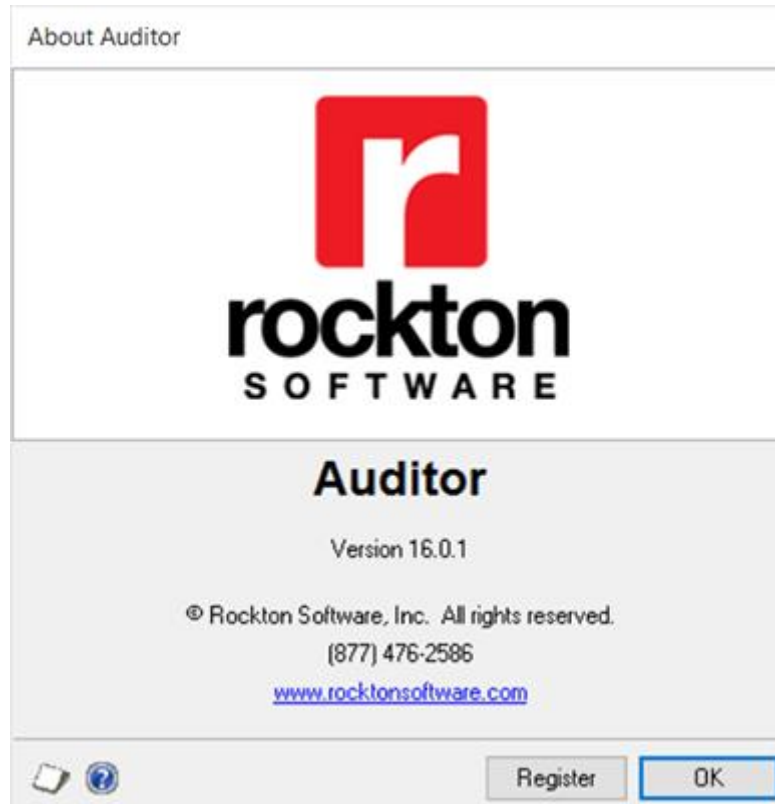 About Auditor
r
rockton
SOFTWARE
Auditor
Version 16.0.1
© Rockton Software, Inc.  All rights reserved.
(877) 476-2586
www.rocktonsoftware.com
Register
OK